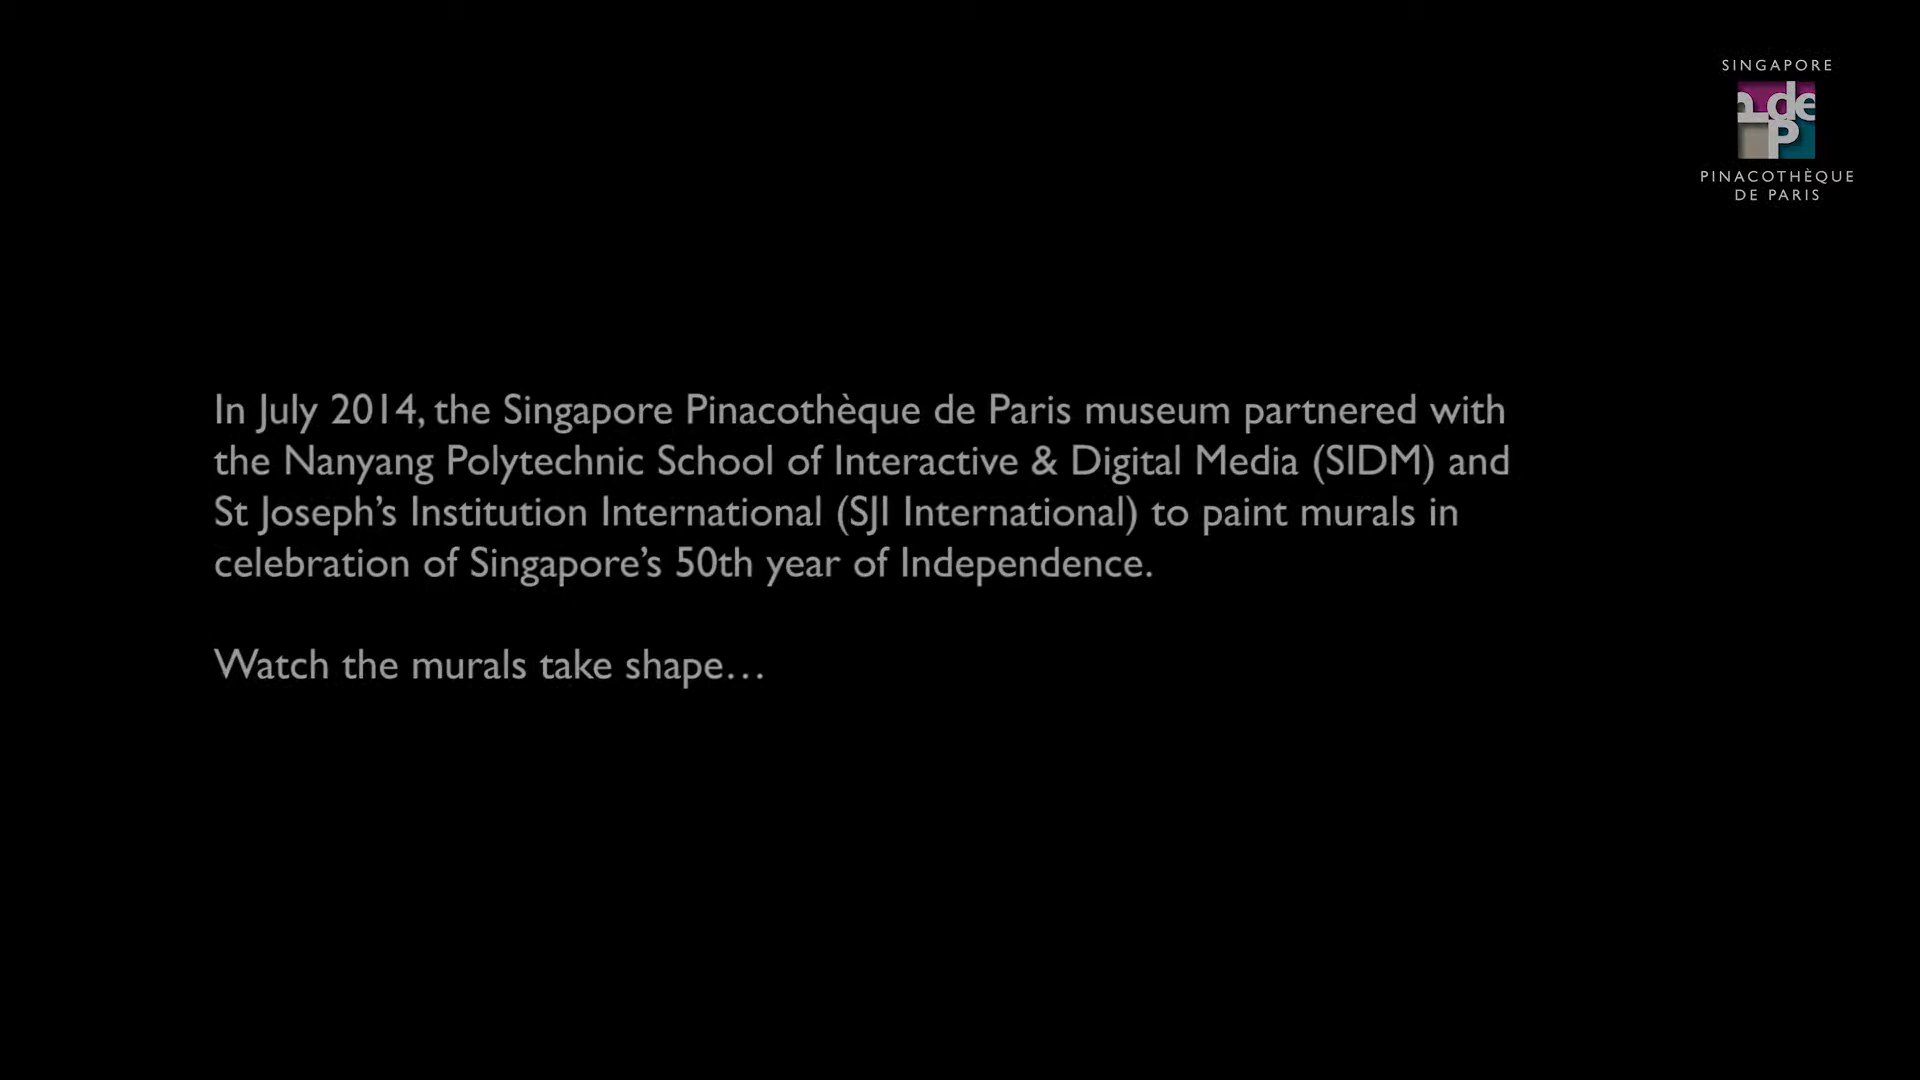 SINGAPORE
de
P
PINACOTHÈQUE
DE PARIS
In July 2014, the Singapore Pinacothèque de Paris museum partnered with
the Nanyang Polytechnic School of Interactive & Digital Media (SIDM) and
St Joseph’s Institution International (SJI International) to paint murals in
celebration of Singapore’s 50th year of Independence.
Watch the murals take shape…